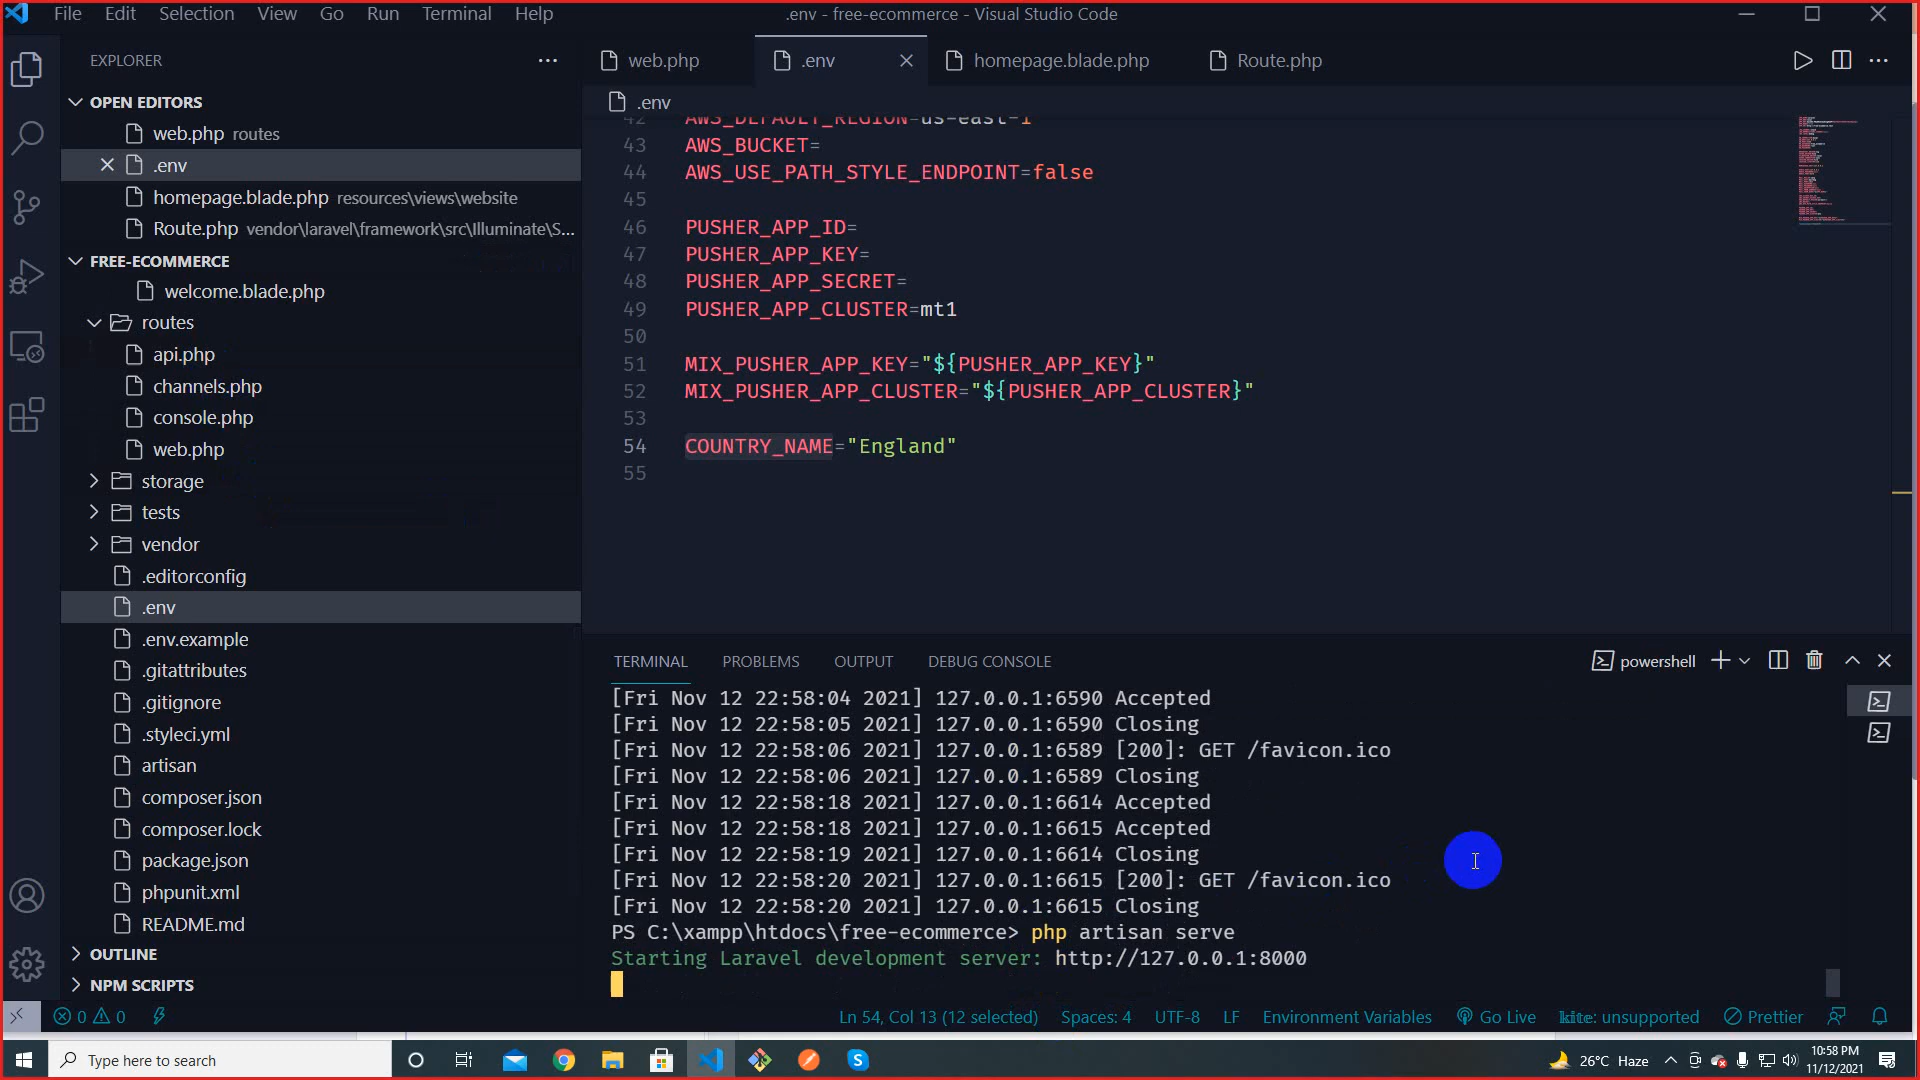 File Edit Selection View Go Run Terminal Help
.env - free-ecommerce - Visual Studio Code
EXPLORER
OPEN EDITORS
web.php routes
.env
homepage.blade.php resources\views\website
Route.php vendor\laravel\framework\src\Illuminate\S...
FREE-ECOMMERCE
welcome.blade.php
routes
api.php
channels.php
console.php
web.php
storage
tests
vendor
.editorconfig
.env
.env.example
.gitattributes
.gitignore
.styleci.yml
artisan
composer.json
composer.lock
package.json
phpunit.xml
README.md
OUTLINE
NPM SCRIPTS
web.php .env homepage.blade.php Route.php
.env
42 AWS_DEFAULT_REGION=us-east-1
43 AWS_BUCKET=
44 AWS_USE_PATH_STYLE_ENDPOINT=false
45
46 PUSHER_APP_ID=
47 PUSHER_APP_KEY=
48 PUSHER_APP_SECRET=
49 PUSHER_APP_CLUSTER=mt1
50
51 MIX_PUSHER_APP_KEY="${PUSHER_APP_KEY}"
52 MIX_PUSHER_APP_CLUSTER="${PUSHER_APP_CLUSTER}"
53
54 COUNTRY_NAME="England"
55
TERMINAL PROBLEMS OUTPUT DEBUG CONSOLE
powershell
[Fri Nov 12 22:58:04 2021] 127.0.0.1:6590 Accepted
[Fri Nov 12 22:58:05 2021] 127.0.0.1:6590 Closing
[Fri Nov 12 22:58:06 2021] 127.0.0.1:6589 [200]: GET /favicon.ico
[Fri Nov 12 22:58:06 2021] 127.0.0.1:6589 Closing
[Fri Nov 12 22:58:18 2021] 127.0.0.1:6614 Accepted
[Fri Nov 12 22:58:18 2021] 127.0.0.1:6615 Accepted
[Fri Nov 12 22:58:19 2021] 127.0.0.1:6614 Closing
[Fri Nov 12 22:58:20 2021] 127.0.0.1:6615 [200]: GET /favicon.ico
[Fri Nov 12 22:58:20 2021] 127.0.0.1:6615 Closing
PS C:\xampp\htdocs\free-ecommerce> php artisan serve
Starting Laravel development server: http://127.0.0.1:8000
0 0 Ln 54, Col 13 (12 selected) Spaces: 4 UTF-8 LF Environment Variables Go Live kite: unsupported Prettier
Type here to search
26°C Haze
10:58 PM
11/12/2021